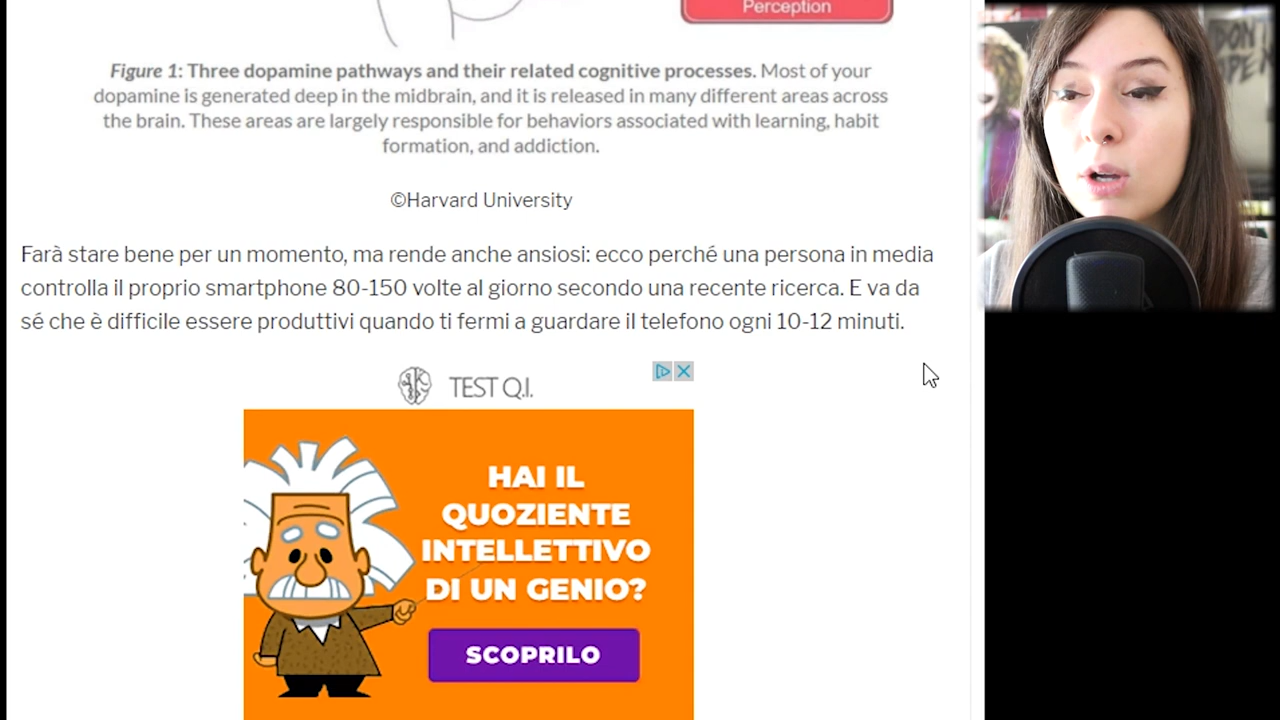 Perception
Figure 1: Three dopamine pathways and their related cognitive processes. Most of your
dopamine is generated deep in the midbrain, and it is released in many different areas across
the brain. These areas are largely responsible for behaviors associated with learning, habit
formation, and addiction.
©Harvard University
Farà stare bene per un momento, ma rende anche ansiosi: ecco perché una persona in media
controlla il proprio smartphone 80-150 volte al giorno secondo una recente ricerca. E va da
sé che è difficile essere produttivi quando ti fermi a guardare il telefono ogni 10-12 minuti.
TEST Q.I.
HAI IL
QUOZIENTE
INTELLETTIVO
DI UN GENIO?
SCOPRILO